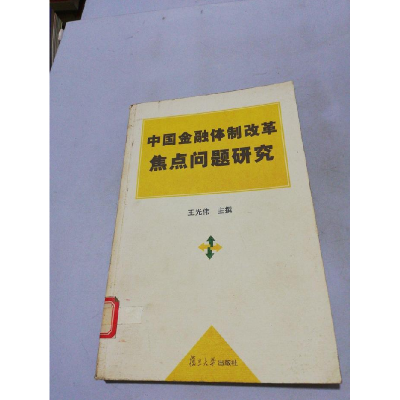 中国金融体制改革
焦点问题研究
王光伟 主撰
复旦大学出版社